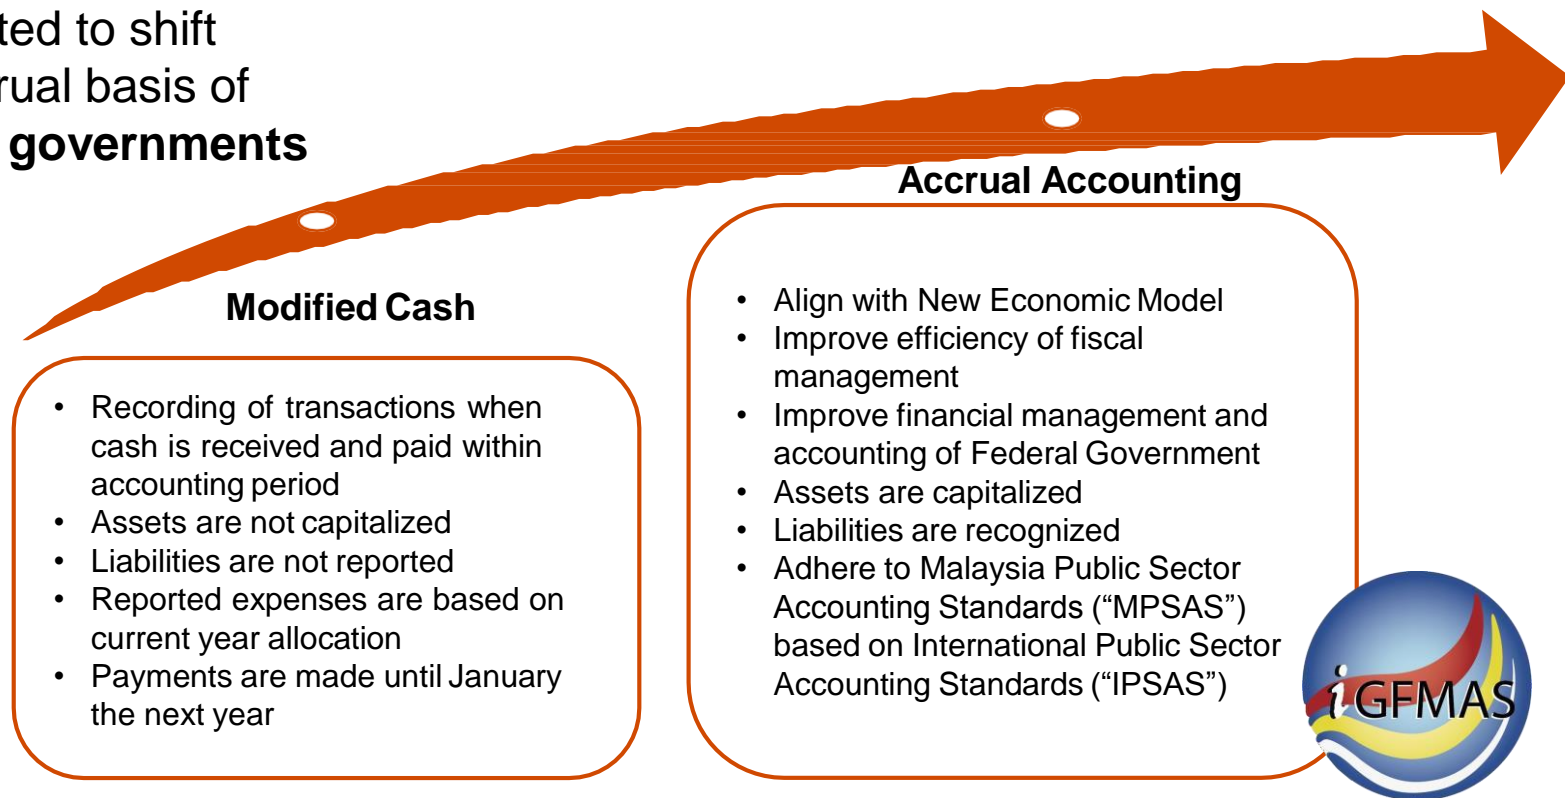 ted to shift
rual basis of
governments
Accrual Accounting
Modified Cash
• Recording of transactions when
cash is received and paid within
accounting period
• Assets are not capitalized
• Liabilities are not reported
• Reported expenses are based on
current year allocation
• Payments are made until January
the next year
• Align with New Economic Model
• Improve efficiency of fiscal
management
• Improve financial management and
accounting of Federal Government
• Assets are capitalized
• Liabilities are recognized
• Adhere to Malaysia Public Sector
Accounting Standards (“MPSAS”)
based on International Public Sector
Accounting Standards (“IPSAS”)
iGFMAS